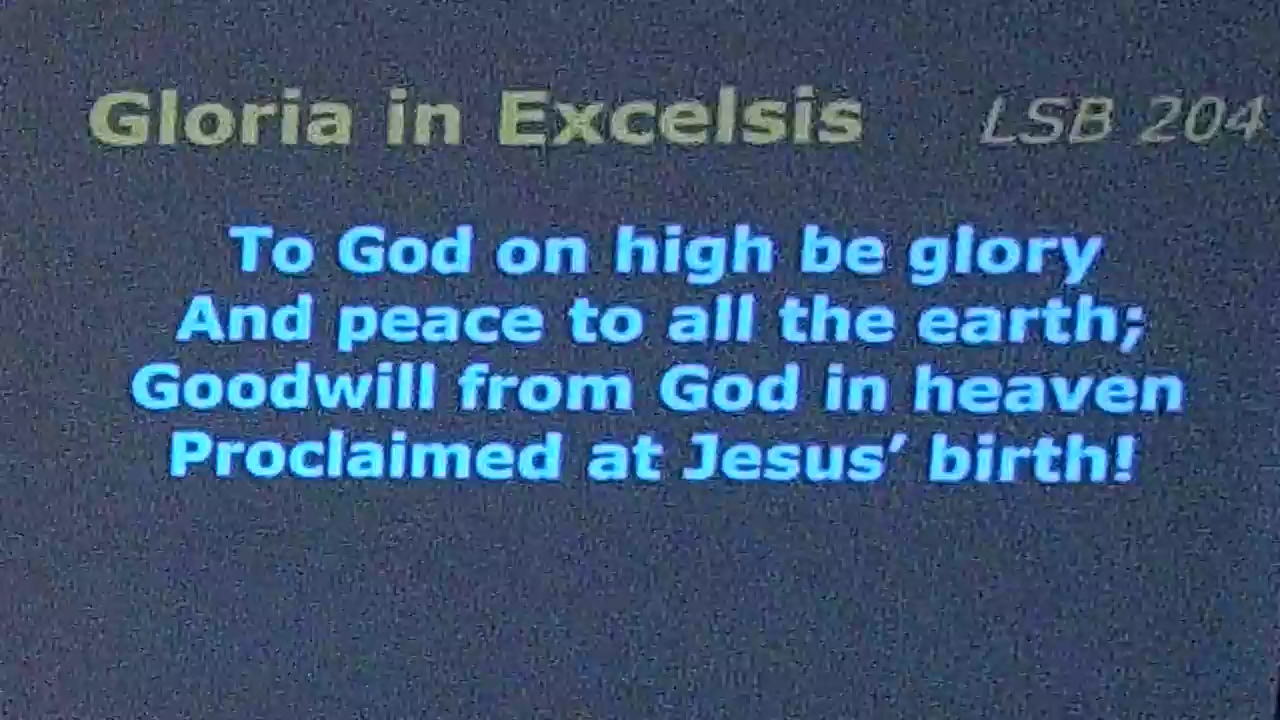 Gloria in Excelsis LSB 204
To God on high be glory
And peace to all the earth;
Goodwill from God in heaven
Proclaimed at Jesus’ birth!